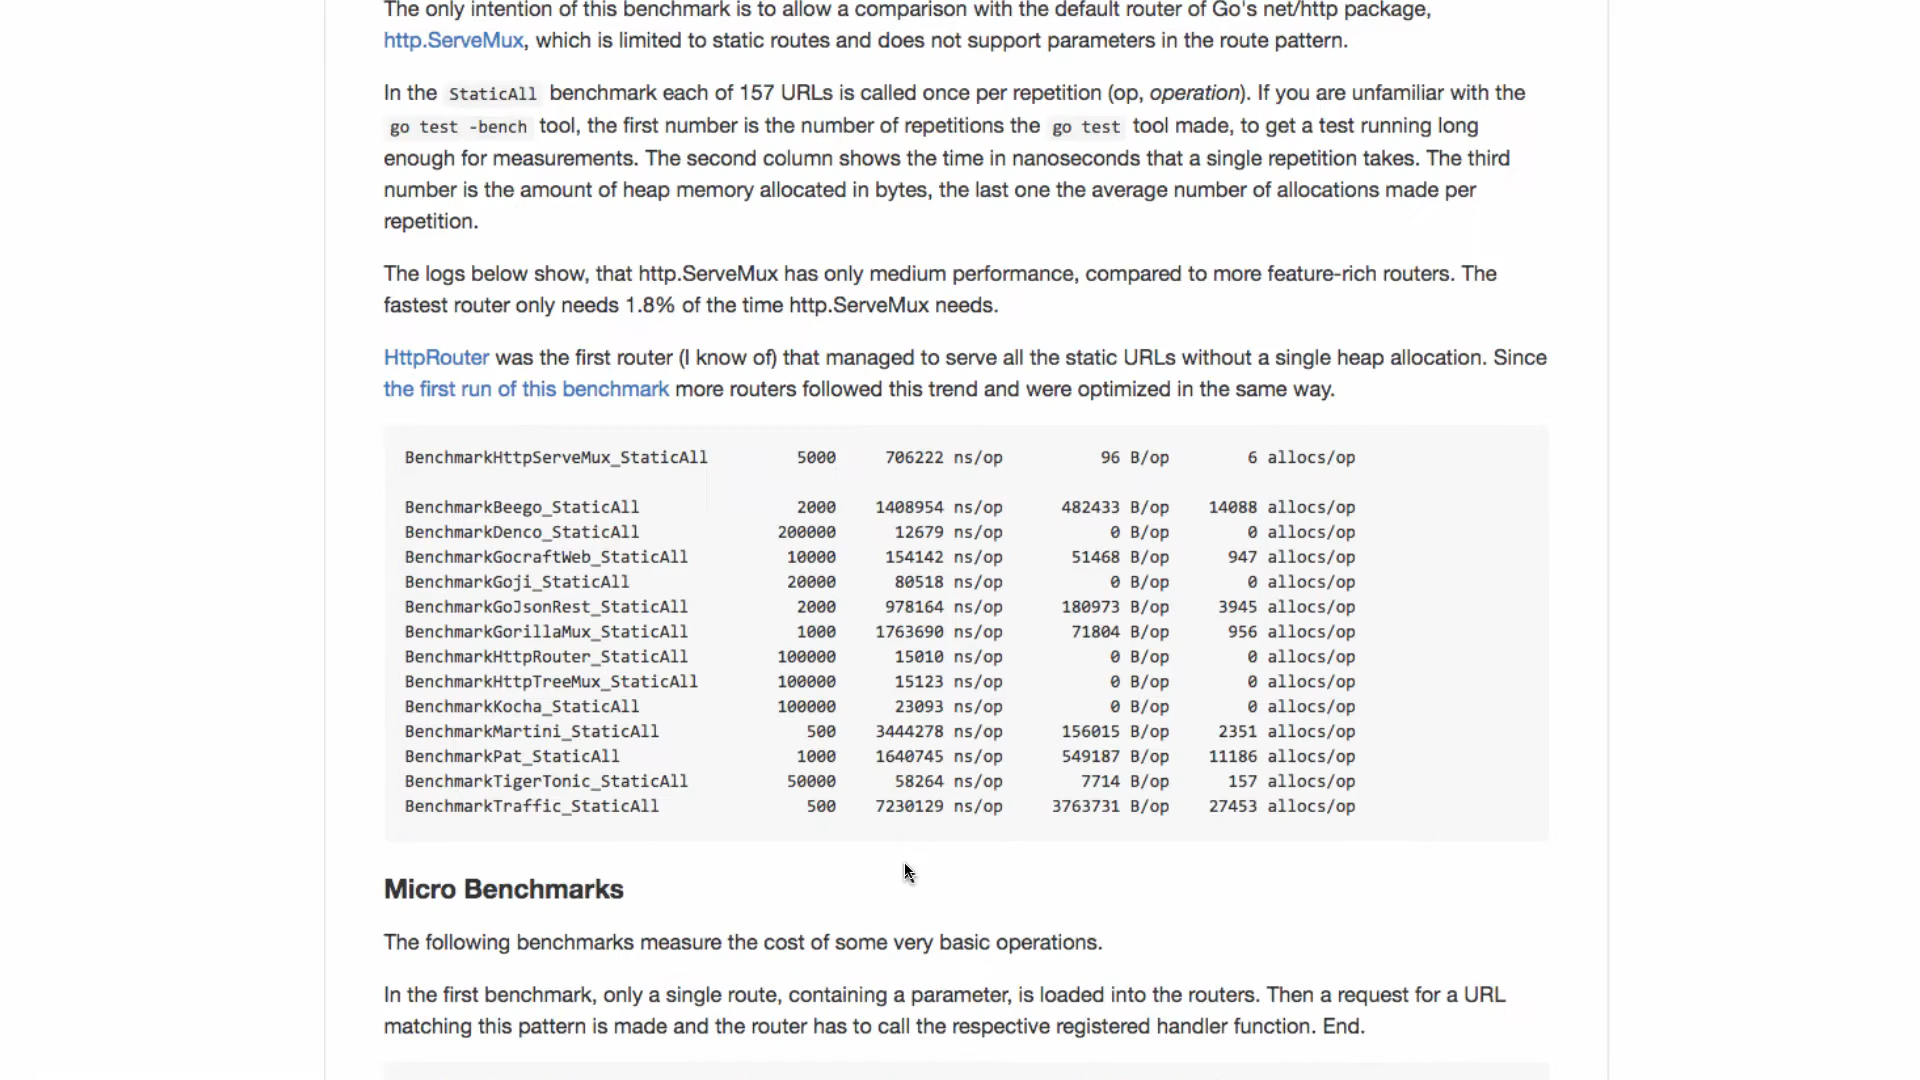 The only intention of this benchmark is to allow a comparison with the default router of Go's net/http package,
http.ServeMux, which is limited to static routes and does not support parameters in the route pattern.
In the StaticAll benchmark each of 157 URLs is called once per repetition (op, operation). If you are unfamiliar with the
go test -bench tool, the first number is the number of repetitions the go test tool made, to get a test running long
enough for measurements. The second column shows the time in nanoseconds that a single repetition takes. The third
number is the amount of heap memory allocated in bytes, the last one the average number of allocations made per
repetition.
The logs below show, that http.ServeMux has only medium performance, compared to more feature-rich routers. The
fastest router only needs 1.8% of the time http.ServeMux needs.
HttpRouter was the first router (I know of) that managed to serve all the static URLs without a single heap allocation. Since
the first run of this benchmark more routers followed this trend and were optimized in the same way.
BenchmarkHttpServeMux_StaticAll 5000 706222 ns/op 96 B/op 6 allocs/op
BenchmarkBeego_StaticAll 2000 1408954 ns/op 482433 B/op 14088 allocs/op
BenchmarkDenco_StaticAll 200000 12679 ns/op 0 B/op 0 allocs/op
BenchmarkGocraftWeb_StaticAll 10000 154142 ns/op 51468 B/op 947 allocs/op
BenchmarkGoji_StaticAll 20000 80518 ns/op 0 B/op 0 allocs/op
BenchmarkGoJsonRest_StaticAll 2000 978164 ns/op 180973 B/op 3945 allocs/op
BenchmarkGorillaMux_StaticAll 1000 1763690 ns/op 71804 B/op 956 allocs/op
BenchmarkHttpRouter_StaticAll 100000 15010 ns/op 0 B/op 0 allocs/op
BenchmarkHttpTreeMux_StaticAll 100000 15123 ns/op 0 B/op 0 allocs/op
BenchmarkKocha_StaticAll 100000 23093 ns/op 0 B/op 0 allocs/op
BenchmarkMartini_StaticAll 500 3444278 ns/op 156015 B/op 2351 allocs/op
BenchmarkPat_StaticAll 1000 1640745 ns/op 549187 B/op 11186 allocs/op
BenchmarkTigerTonic_StaticAll 50000 58264 ns/op 7714 B/op 157 allocs/op
BenchmarkTraffic_StaticAll 500 7230129 ns/op 3763731 B/op 27453 allocs/op
Micro Benchmarks
The following benchmarks measure the cost of some very basic operations.
In the first benchmark, only a single route, containing a parameter, is loaded into the routers. Then a request for a URL
matching this pattern is made and the router has to call the respective registered handler function. End.